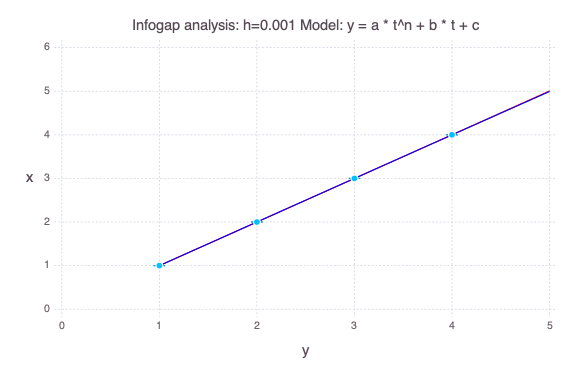 Infogap analysis: h=0.001 Model: y = a * t^n + b * t + c
6
5
4
x 3
2
1
0
0 1 2 3 4 5
y